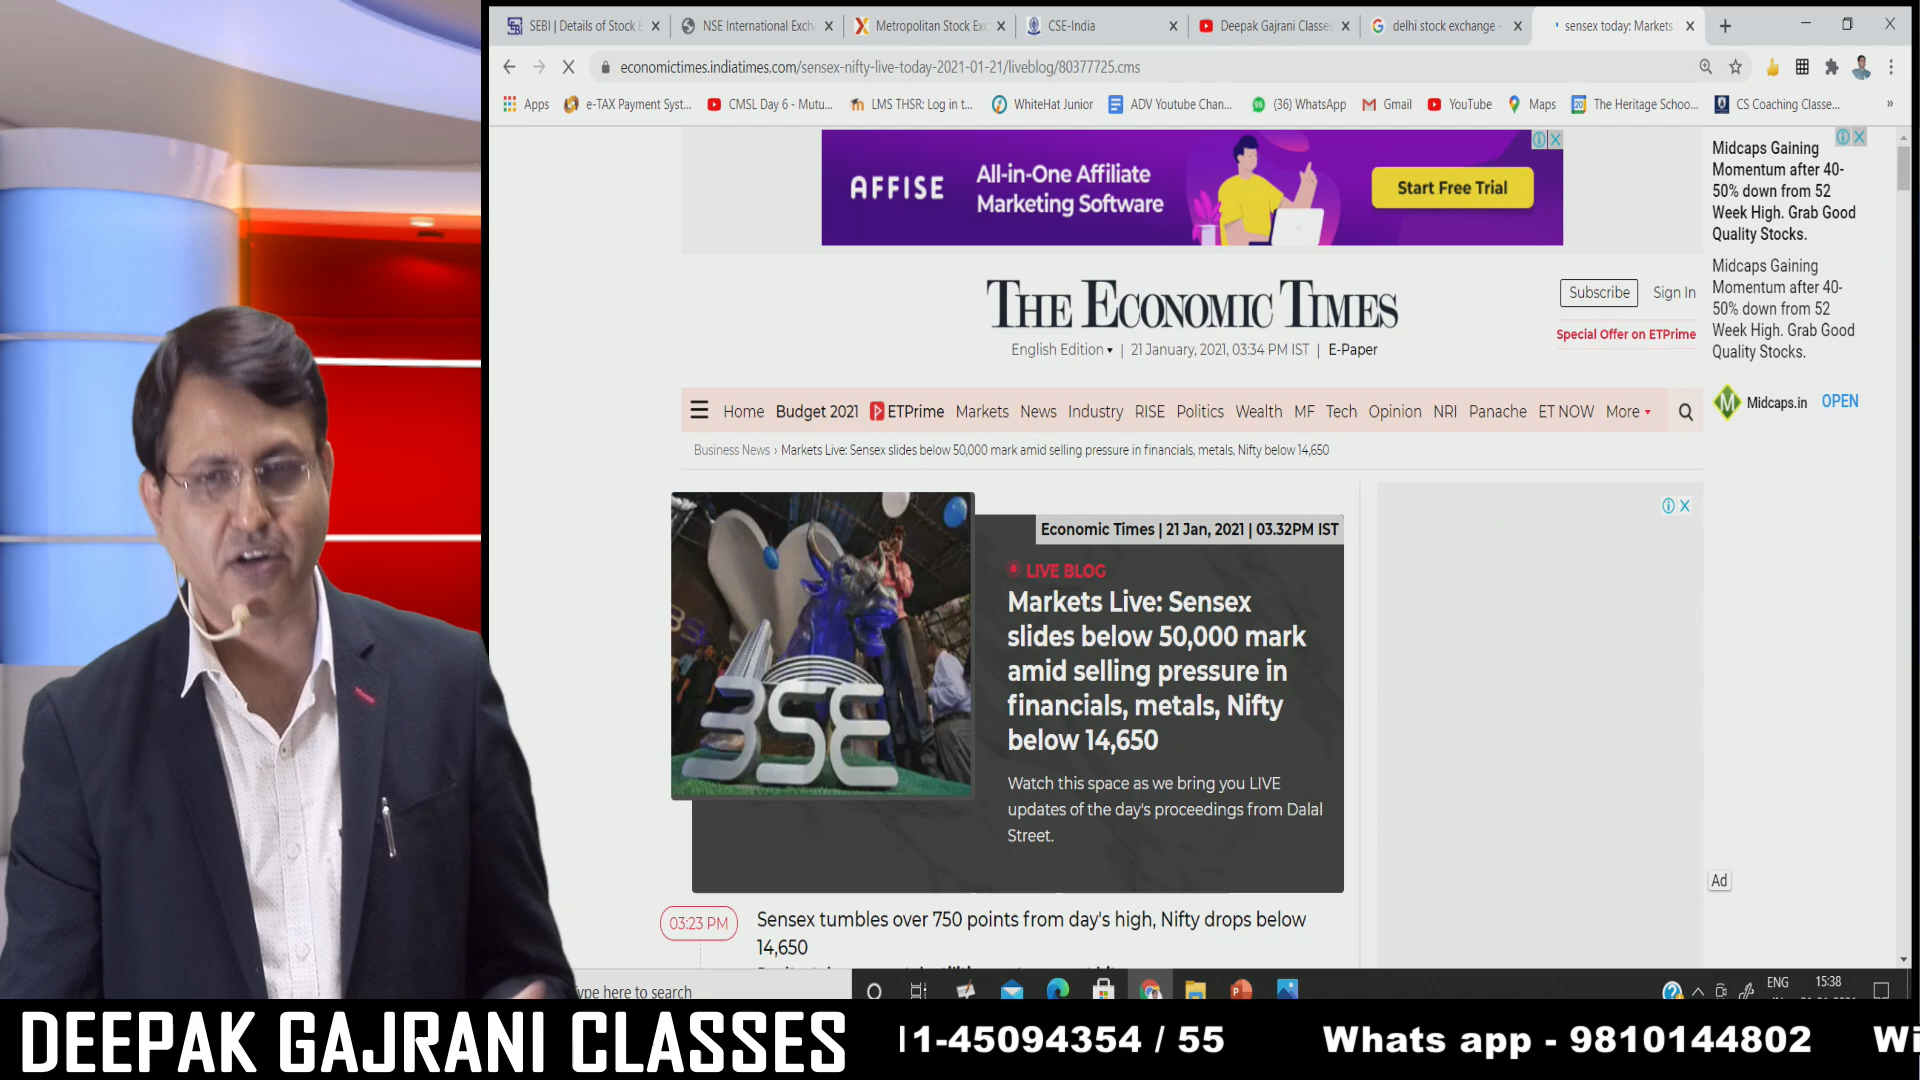 SEBI | Details of Stock E
NSE International Exch
Metropolitan Stock Exc
CSE-India
Deepak Gajrani Classes
delhi stock exchange -
sensex today: Markets
economictimes.indiatimes.com/sensex-nifty-live-today-2021-01-21/liveblog/80377725.cms
Apps
e-TAX Payment Syst...
CMSL Day 6 - Mutu...
LMS THSR: Log in t...
WhiteHat Junior
ADV Youtube Chan...
(36) WhatsApp
Gmail
YouTube
Maps
The Heritage Schoo...
CS Coaching Classe...
AFFISE
All-in-One Affiliate
Marketing Software
Start Free Trial
Midcaps Gaining
Momentum after 40-
50% down from 52
Week High. Grab Good
Quality Stocks.
Midcaps Gaining
Momentum after 40-
50% down from 52
Week High. Grab Good
Quality Stocks.
Midcaps.in OPEN
THE ECONOMIC TIMES
English Edition | 21 January, 2021, 03:34 PM IST | E-Paper
Subscribe Sign In
Special Offer on ETPrime
Home Budget 2021 ETPrime Markets News Industry RISE Politics Wealth MF Tech Opinion NRI Panache ET NOW More
Business News › Markets Live: Sensex slides below 50,000 mark amid selling pressure in financials, metals, Nifty below 14,650
BSE
Economic Times | 21 Jan, 2021 | 03.32PM IST
LIVE BLOG
Markets Live: Sensex
slides below 50,000 mark
amid selling pressure in
financials, metals, Nifty
below 14,650
Watch this space as we bring you LIVE
updates of the day's proceedings from Dalal
Street.
Ad
03:23 PM
Sensex tumbles over 750 points from day's high, Nifty drops below
14,650
ype here to search
ENG
15:38
DEEPAK GAJRANI CLASSES
1-45094354 / 55 Whats app - 9810144802 Wi